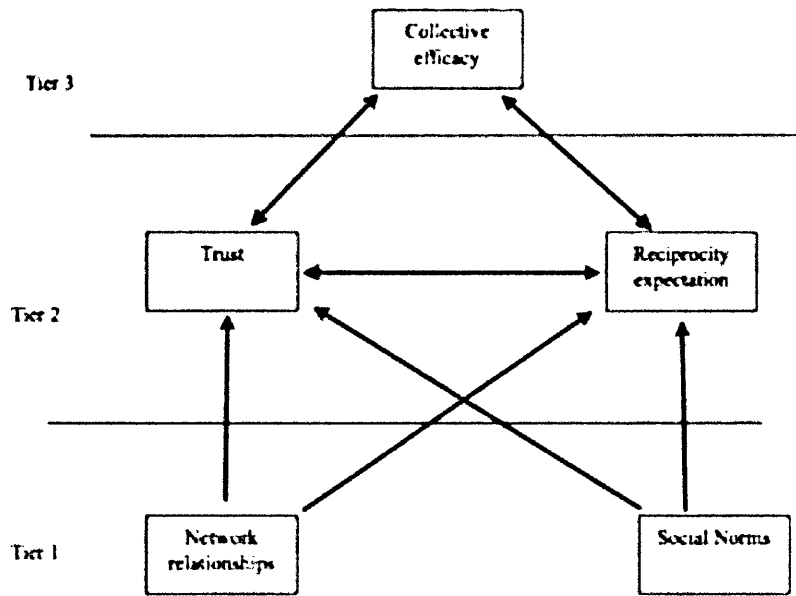 Collective
efficacy
Tier 3
Trust
Reciprocity
expectation
Tier 2
Network
relationships
Social Norms
Tier 1